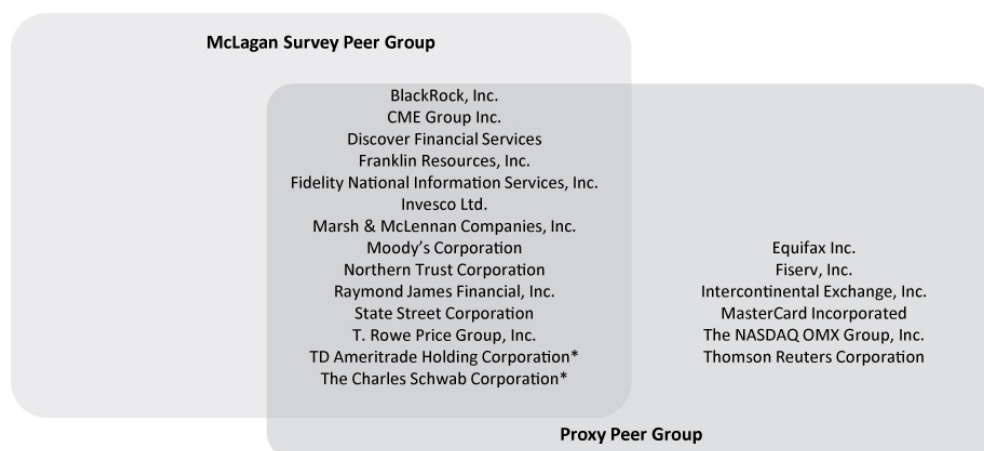 McLagan Survey Peer Group
BlackRock, Inc.
CME Group Inc.
Discover Financial Services
Franklin Resources, Inc.
Fidelity National Information Services, Inc.
Invesco Ltd.
Marsh & McLennan Companies, Inc.
Moody’s Corporation
Northern Trust Corporation
Raymond James Financial, Inc.
State Street Corporation
T. Rowe Price Group, Inc.
TD Ameritrade Holding Corporation*
The Charles Schwab Corporation*
Equifax Inc.
Fiserv, Inc.
Intercontinental Exchange, Inc.
MasterCard Incorporated
The NASDAQ OMX Group, Inc.
Thomson Reuters Corporation
Proxy Peer Group